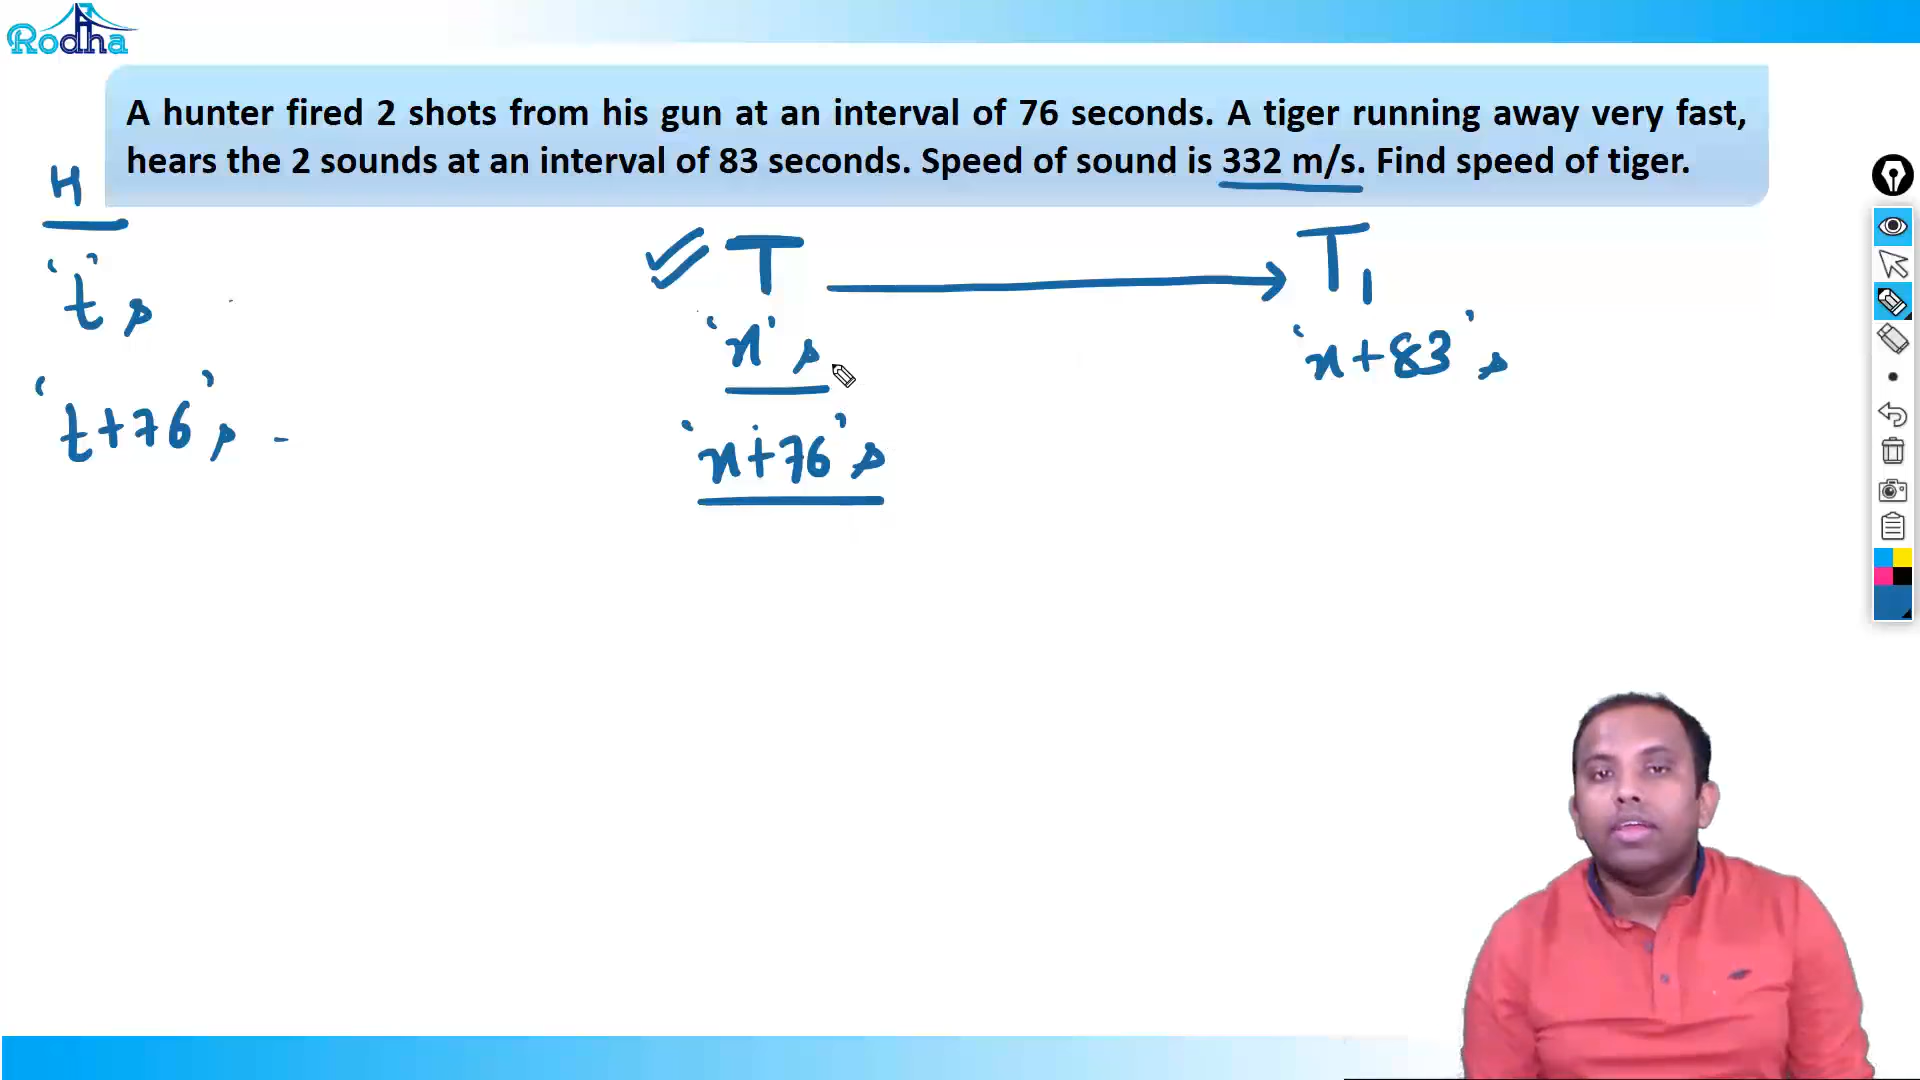 Rodha
A hunter fired 2 shots from his gun at an interval of 76 seconds. A tiger running away very fast,
hears the 2 sounds at an interval of 83 seconds. Speed of sound is 332 m/s. Find speed of tiger.
H
T
T1
't' s
'x' s
'x+83' s
't+76' s -
'x+76' s